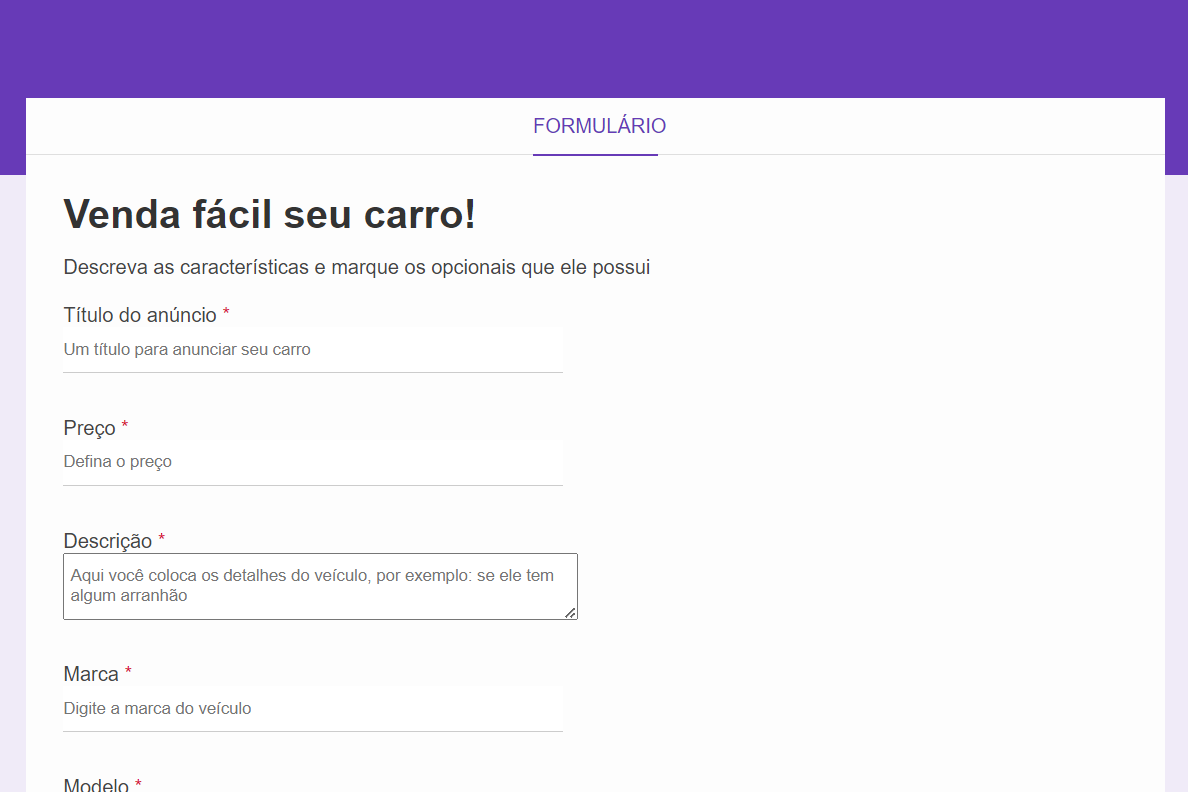 FORMULÁRIO
Venda fácil seu carro!
Descreva as características e marque os opcionais que ele possui
Título do anúncio *
Um título para anunciar seu carro
Preço *
Defina o preço
Descrição *
Aqui você coloca os detalhes do veículo, por exemplo: se ele tem
algum arranhão
Marca *
Digite a marca do veículo
Modelo *